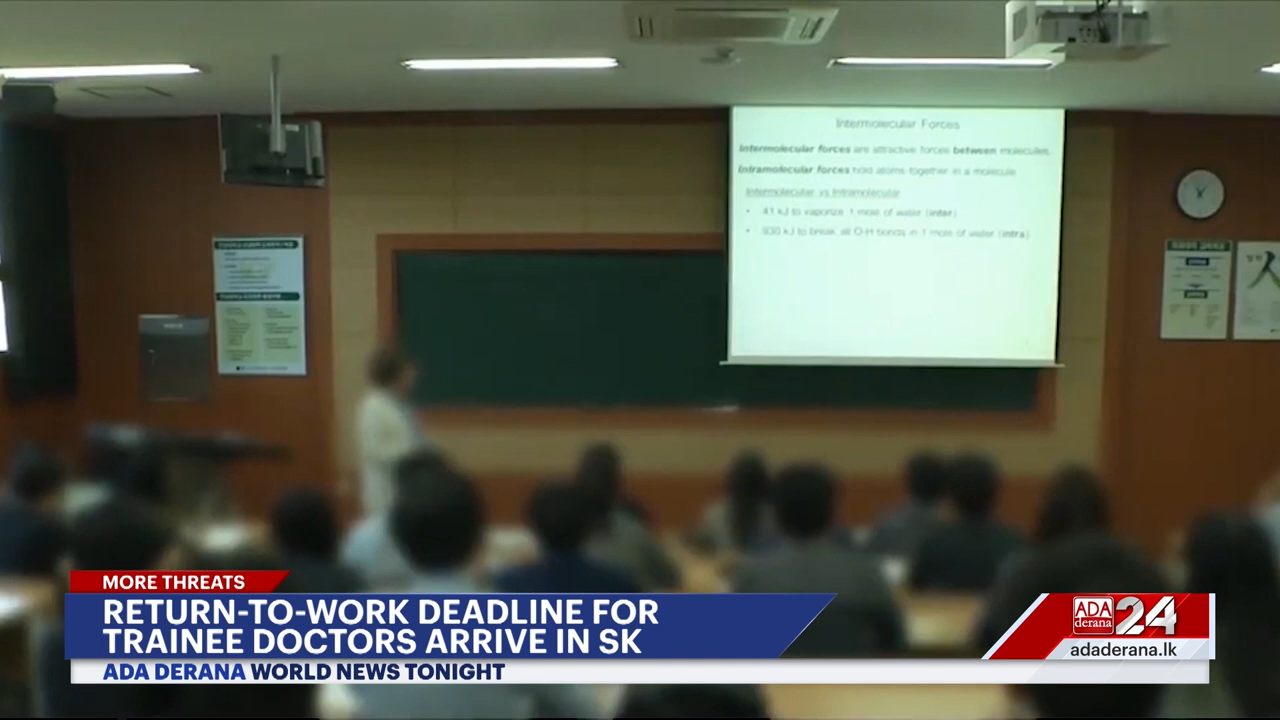 Intermolecular Forces
Intermolecular forces are attractive forces between molecules.
Intramolecular forces hold atoms together in a molecule.
Intermolecular vs Intramolecular
• 41 kJ to vaporize 1 mole of water (inter)
• 930 kJ to break all O-H bonds in 1 mole of water (intra)
MORE THREATS
RETURN-TO-WORK DEADLINE FOR
TRAINEE DOCTORS ARRIVE IN SK
ADA DERANA WORLD NEWS TONIGHT
ADA
derana 24
adaderana.lk